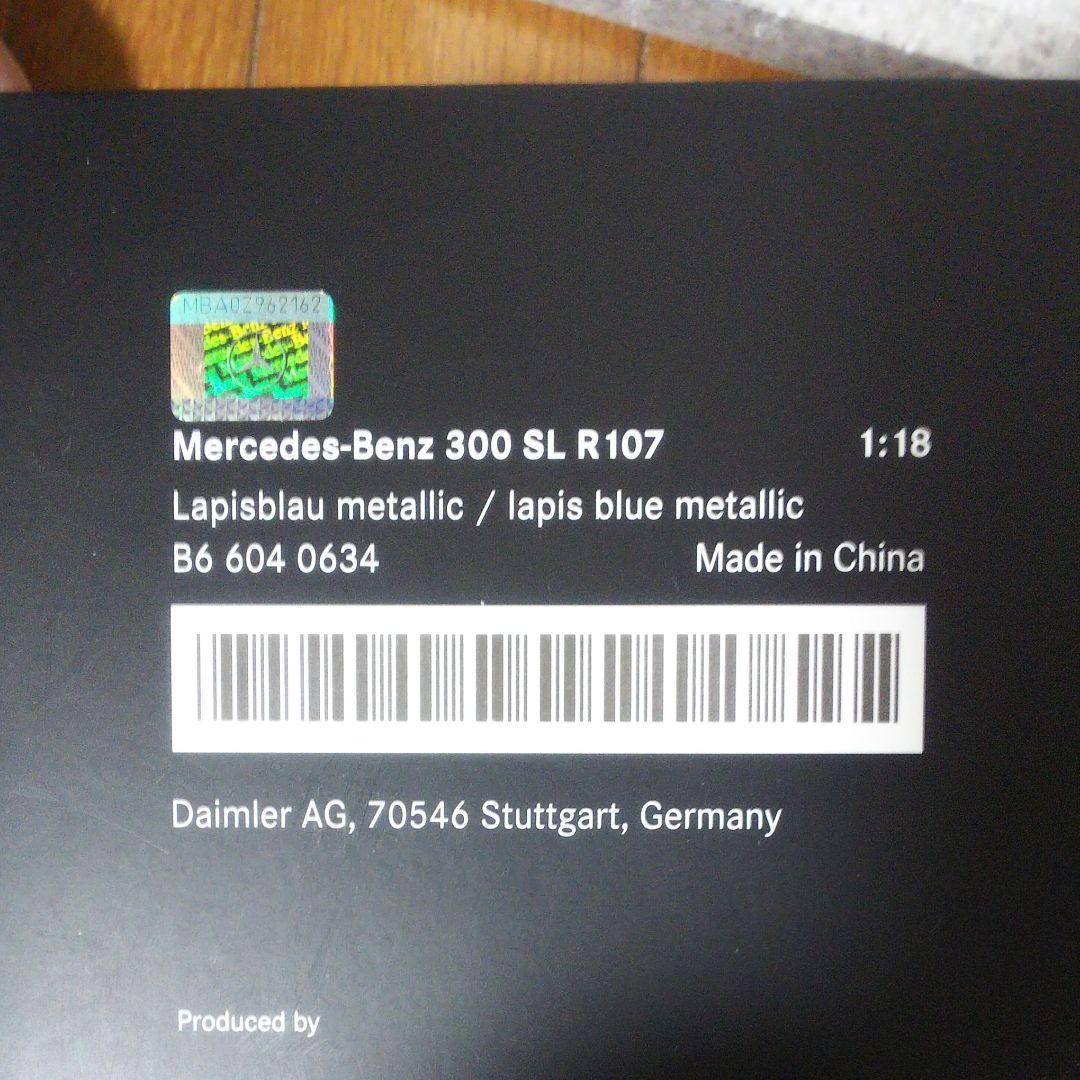 MBA0Z962162
Mercedes-Benz 300 SL R107
1:18
Lapisblau metallic / lapis blue metallic
B6 604 0634
Made in China
Daimler AG, 70546 Stuttgart, Germany
Produced by